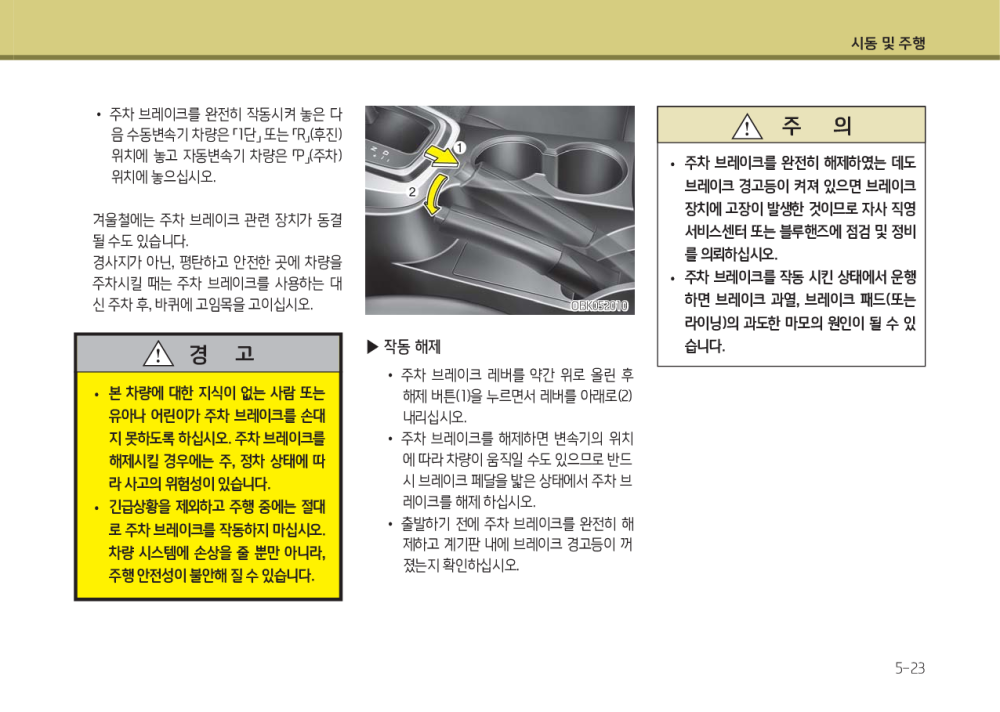 시동 및 주행
• 주차 브레이크를 완전히 작동시켜 놓은 다
음 수동변속기 차량은 「1단」 또는 「R」(후진)
위치에 놓고 자동변속기 차량은 「P」(주차)
위치에 놓으십시오.
겨울철에는 주차 브레이크 관련 장치가 동결
될 수도 있습니다.
경사지가 아닌, 평탄하고 안전한 곳에 차량을
주차시킬 때는 주차 브레이크를 사용하는 대
신 주차 후, 바퀴에 고임목을 고이십시오.
경 고
• 본 차량에 대한 지식이 없는 사람 또는
유아나 어린이가 주차 브레이크를 손대
지 못하도록 하십시오. 주차 브레이크를
해제시킬 경우에는 주, 정차 상태에 따
라 사고의 위험성이 있습니다.
• 긴급상황을 제외하고 주행 중에는 절대
로 주차 브레이크를 작동하지 마십시오.
차량 시스템에 손상을 줄 뿐만 아니라,
주행 안전성이 불안해 질 수 있습니다.
N D
1
2
OBK052010
▶ 작동 해제
• 주차 브레이크 레버를 약간 위로 올린 후
해제 버튼(1)을 누르면서 레버를 아래로(2)
내리십시오.
• 주차 브레이크를 해제하면 변속기의 위치
에 따라 차량이 움직일 수도 있으므로 반드
시 브레이크 페달을 밟은 상태에서 주차 브
레이크를 해제 하십시오.
• 출발하기 전에 주차 브레이크를 완전히 해
제하고 계기판 내에 브레이크 경고등이 꺼
졌는지 확인하십시오.
주 의
• 주차 브레이크를 완전히 해제하였는 데도
브레이크 경고등이 켜져 있으면 브레이크
장치에 고장이 발생한 것이므로 자사 직영
서비스센터 또는 블루핸즈에 점검 및 정비
를 의뢰하십시오.
• 주차 브레이크를 작동 시킨 상태에서 운행
하면 브레이크 과열, 브레이크 패드(또는
라이닝)의 과도한 마모의 원인이 될 수 있
습니다.
5-23